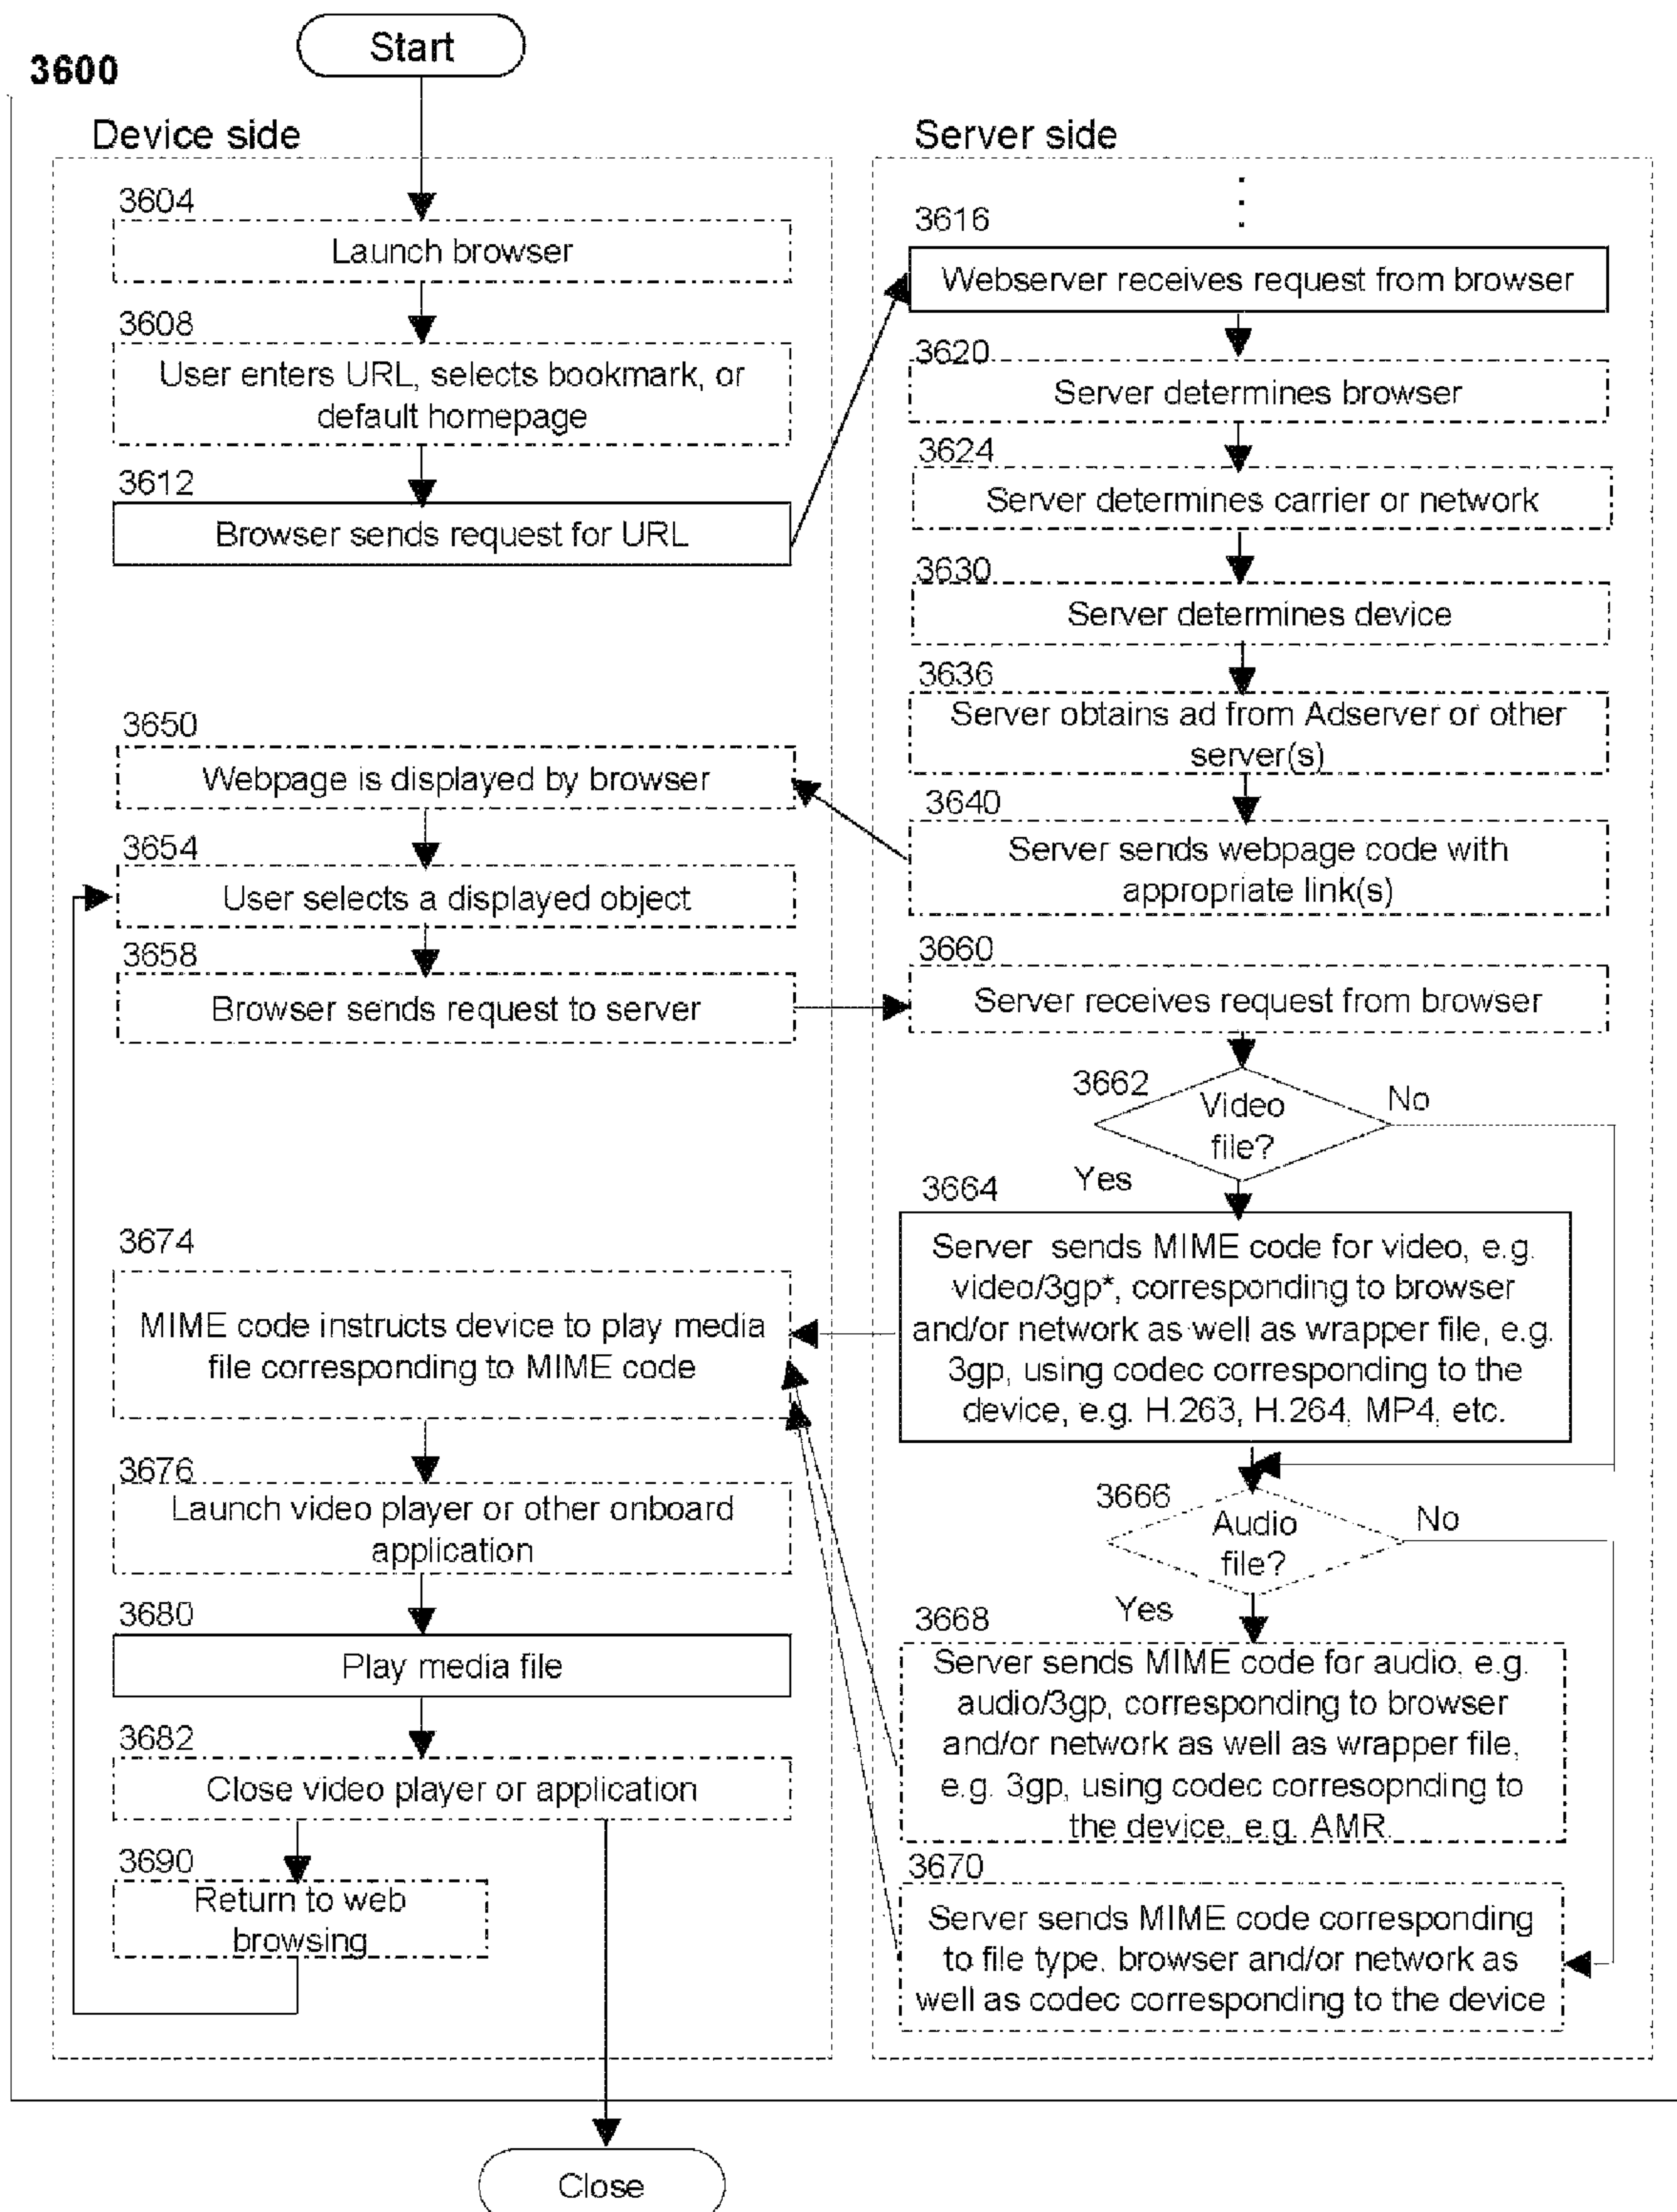 Start
3600
Device side
3604
Launch browser
3608
User enters URL, selects bookmark, or
default homepage
3612
Browser sends request for URL
3650
Webpage is displayed by browser
3654
User selects a displayed object
3658
Browser sends request to server
3674
MIME code instructs device to play media
file corresponding to MIME code
3676
Launch video player or other onboard
application
3680
Play media file
3682
Close video player or application
3690
Return to web
browsing
Server side
3616
Webserver receives request from browser
3620
Server determines browser
3624
Server determines carrier or network
3630
Server determines device
3636
Server obtains ad from Adserver or other
server(s)
3640
Server sends webpage code with
appropriate link(s)
3660
Server receives request from browser
3662
Video
file?
No
Yes
3664
Server sends MIME code for video, e.g.
video/3gp*, corresponding to browser
and/or network as well as wrapper file, e.g.
3gp, using codec corresponding to the
device, e.g. H.263, H.264, MP4, etc.
3666
Audio
file?
No
Yes
3668
Server sends MIME code for audio, e.g.
audio/3gp, corresponding to browser
and/or network as well as wrapper file,
e.g. 3gp, using codec corresopnding to
the device, e.g. AMR.
3670
Server sends MIME code corresponding
to file type, browser and/or network as
well as codec corresponding to the device
Close